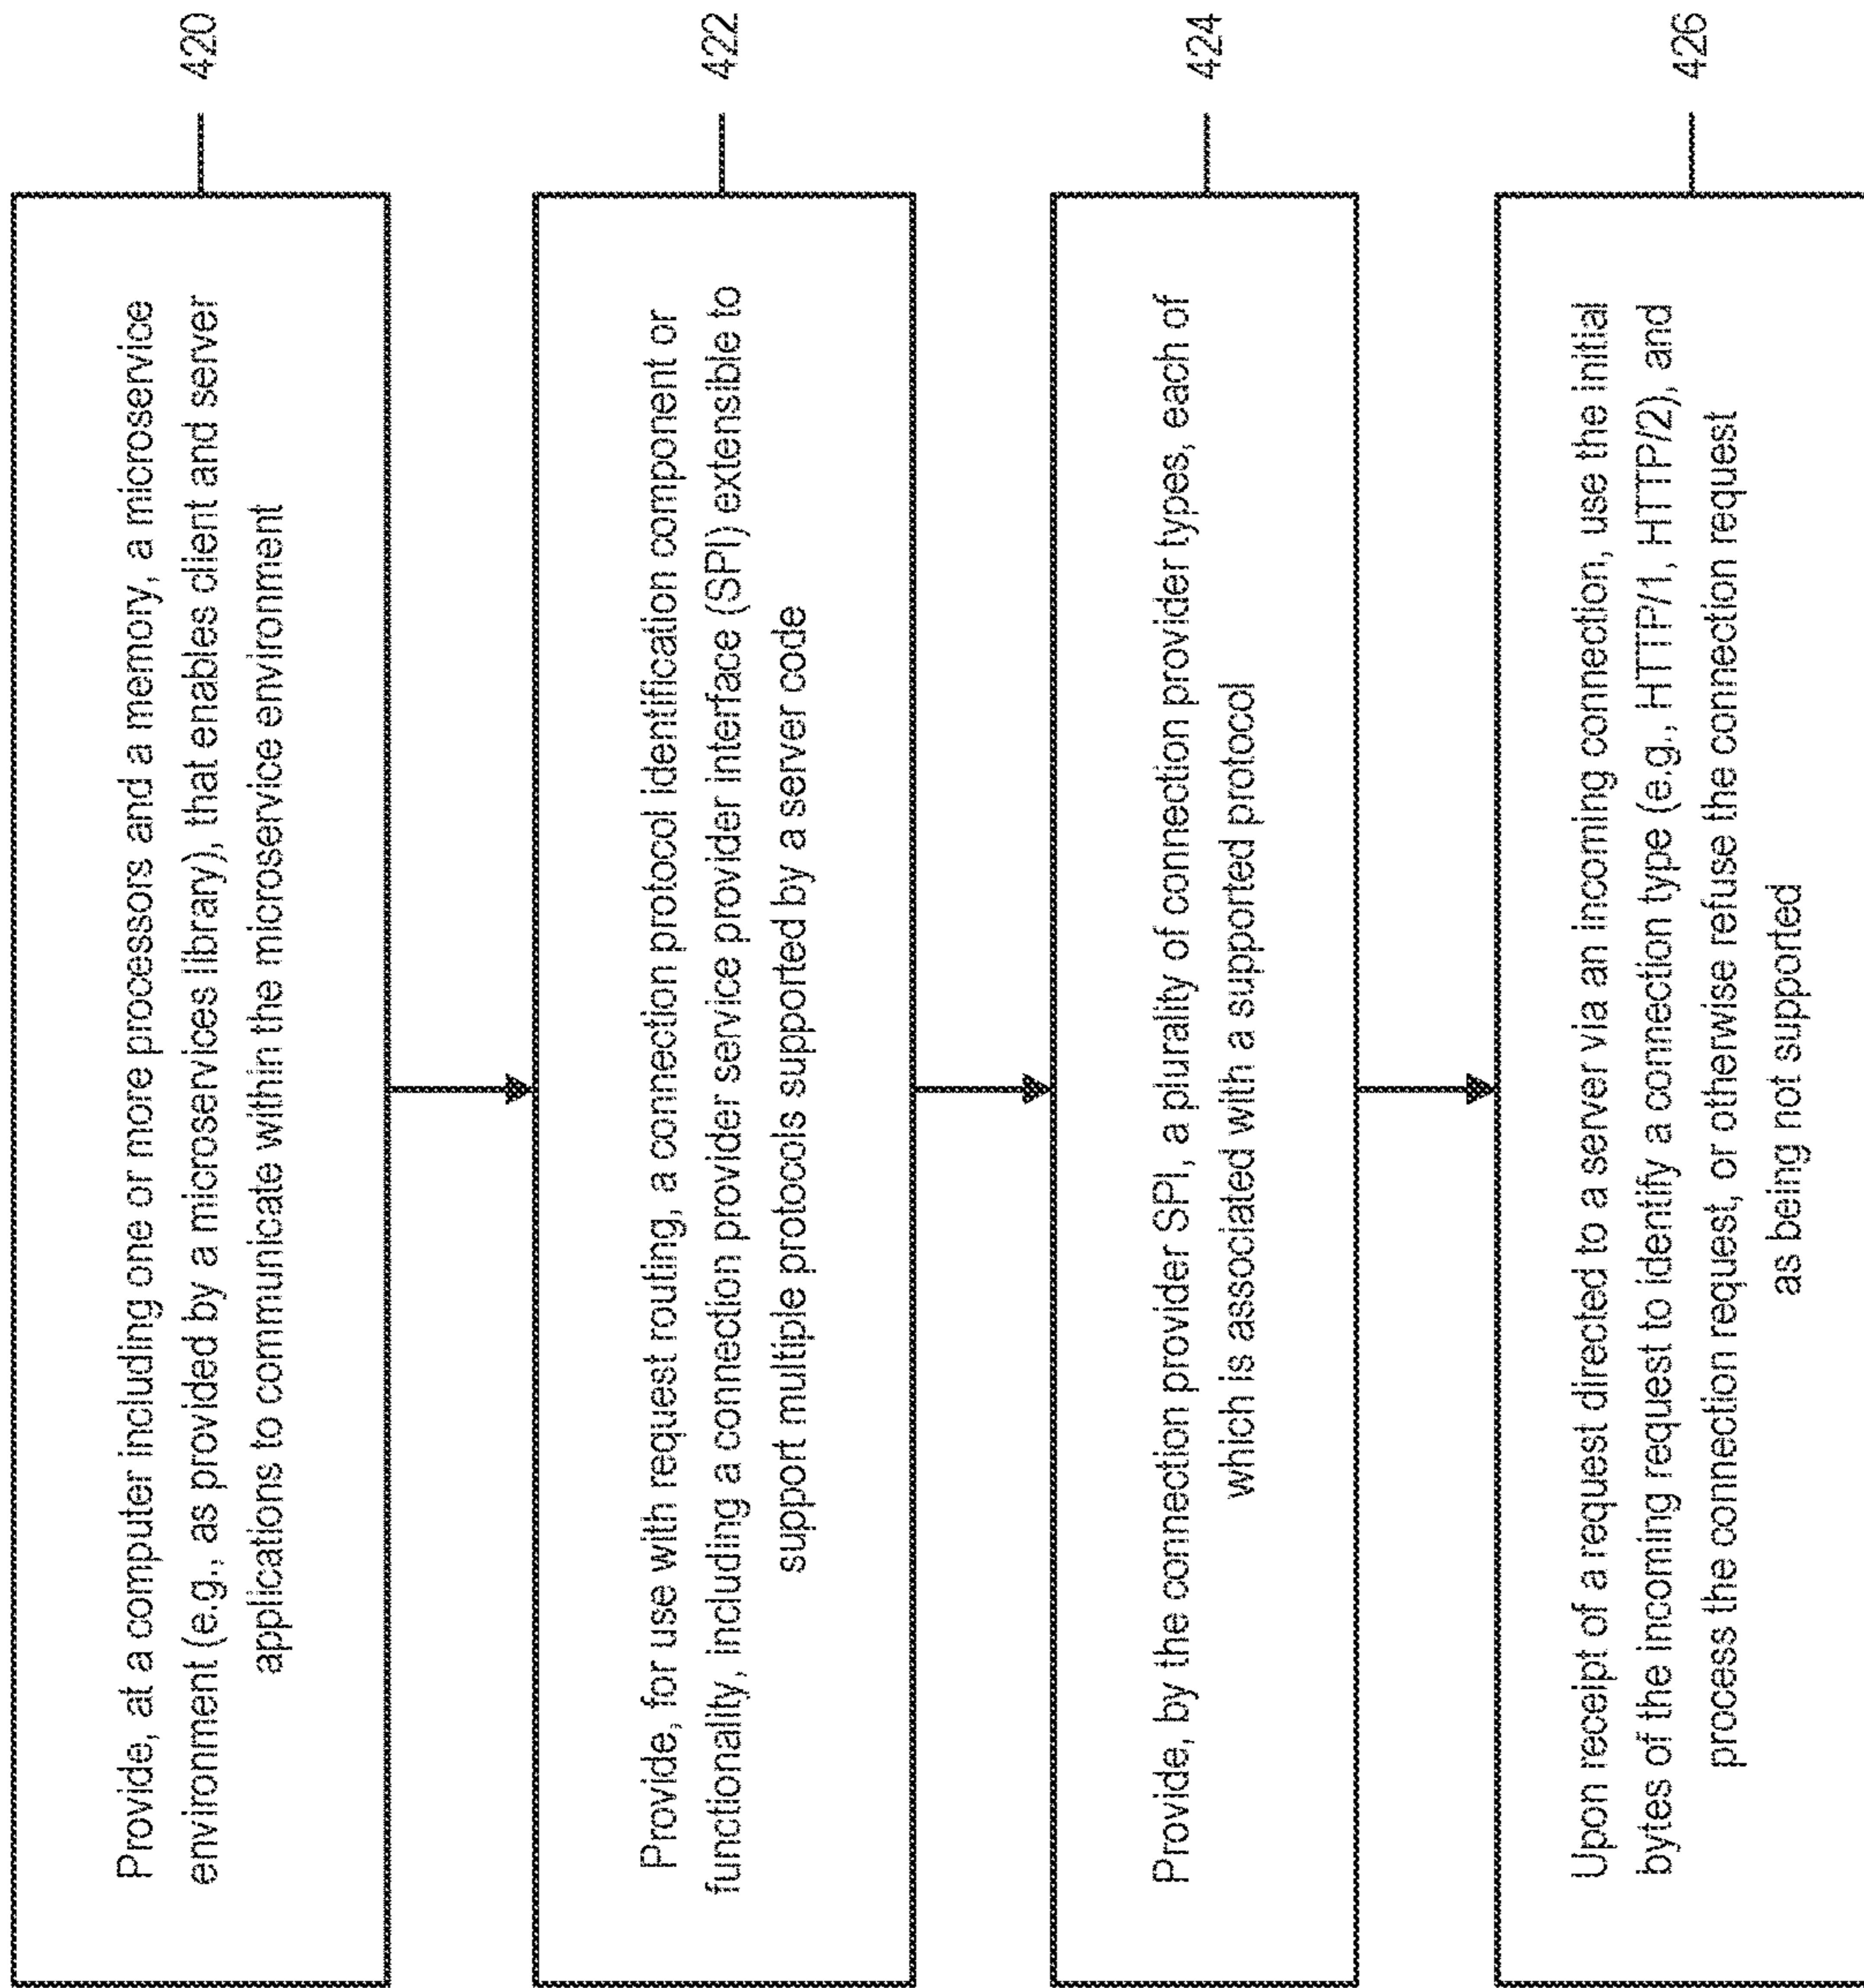 Provide, at a computer including one or more processors and a memory, a microservice
environment (e.g., as provided by a microservices library), that enables client and server
applications to communicate within the microservice environment
420
Provide, for use with request routing, a connection protocol identification component or
functionality, including a connection provider service provider interface (SPI) extensible to
support multiple protocols supported by a server code
422
Provide, by the connection provider SPI, a plurality of connection provider types, each of
which is associated with a supported protocol
424
Upon receipt of a request directed to a server via an incoming connection, use the initial
bytes of the incoming request to identify a connection type (e.g., HTTP/1, HTTP/2), and
process the connection request, or otherwise refuse the connection request
as being not supported
426